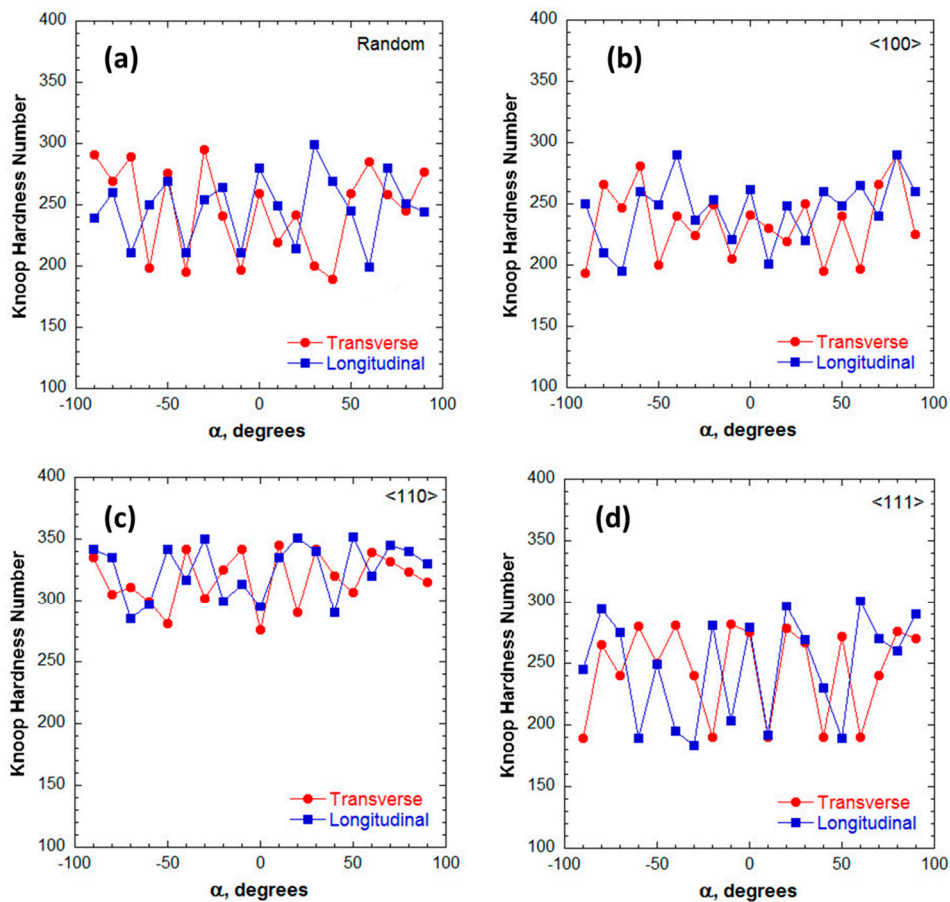 (a)
Random
400
350
300
250
200
150
100
Knoop Hardness Number
Transverse
Longitudinal
-100 -50 0 50 100
α, degrees
(b)
<100>
400
350
300
250
200
150
100
Knoop Hardness Number
Transverse
Longitudinal
-100 -50 0 50 100
α, degrees
(c)
<110>
400
350
300
250
200
150
100
Knoop Hardness Number
Transverse
Longitudinal
-100 -50 0 50 100
α, degrees
(d)
<111>
400
350
300
250
200
150
100
Knoop Hardness Number
Transverse
Longitudinal
-100 -50 0 50 100
α, degrees